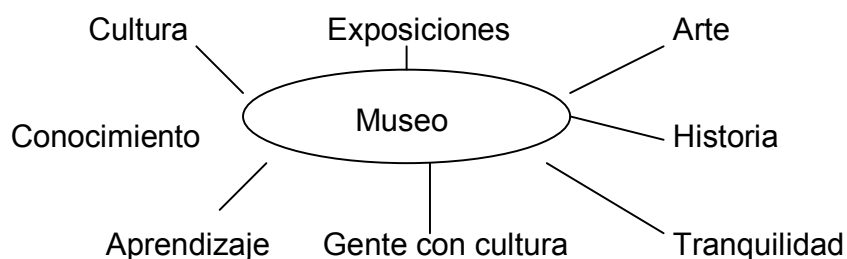 Cultura Exposiciones Arte
Museo
Conocimiento Historia
Aprendizaje Gente con cultura Tranquilidad